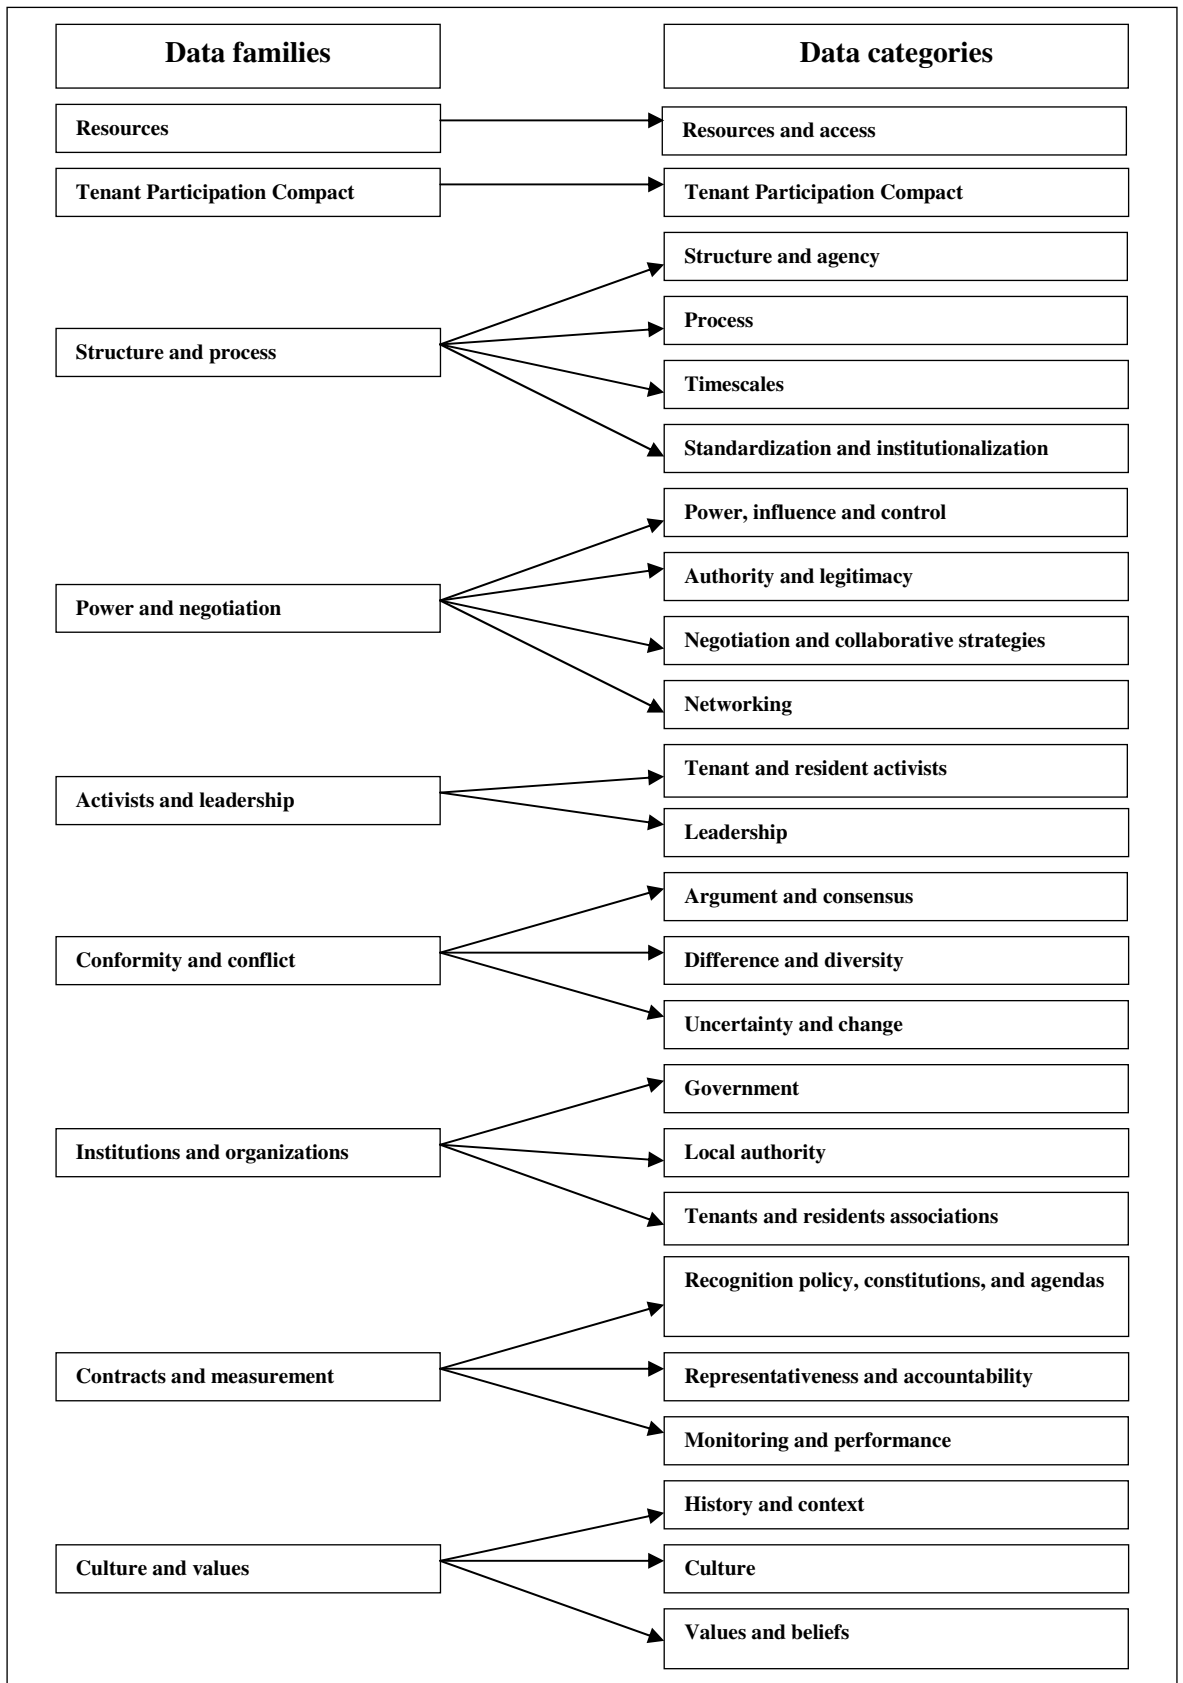 Data families
Data categories
Resources
Resources and access
Tenant Participation Compact
Tenant Participation Compact
Structure and process
Structure and agency
Process
Timescales
Standardization and institutionalization
Power and negotiation
Power, influence and control
Authority and legitimacy
Negotiation and collaborative strategies
Networking
Activists and leadership
Tenant and resident activists
Leadership
Conformity and conflict
Argument and consensus
Difference and diversity
Uncertainty and change
Institutions and organizations
Government
Local authority
Tenants and residents associations
Contracts and measurement
Recognition policy, constitutions, and agendas
Representativeness and accountability
Monitoring and performance
Culture and values
History and context
Culture
Values and beliefs